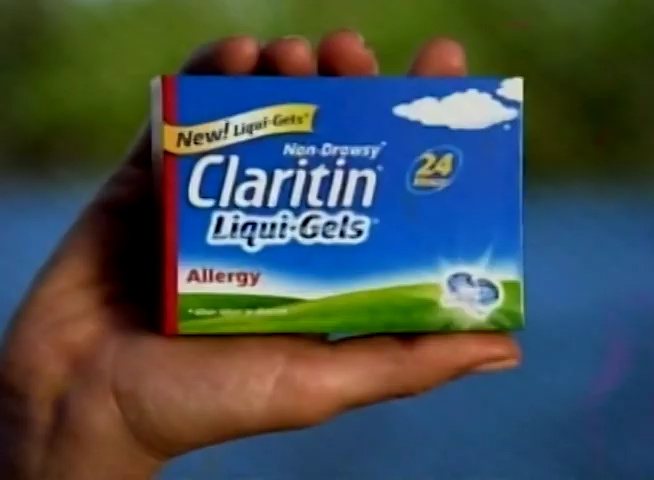 New! Liqui-Gels
Non-Drowsy*
Claritin
Liqui-Gels
24
Allergy